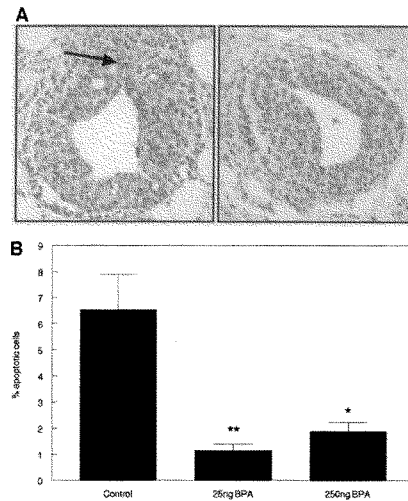 A
B
9
8
7
6
5
4
3
2
1
0
% apoptotic cells
**
*
Control
25ng BPA
250ng BPA